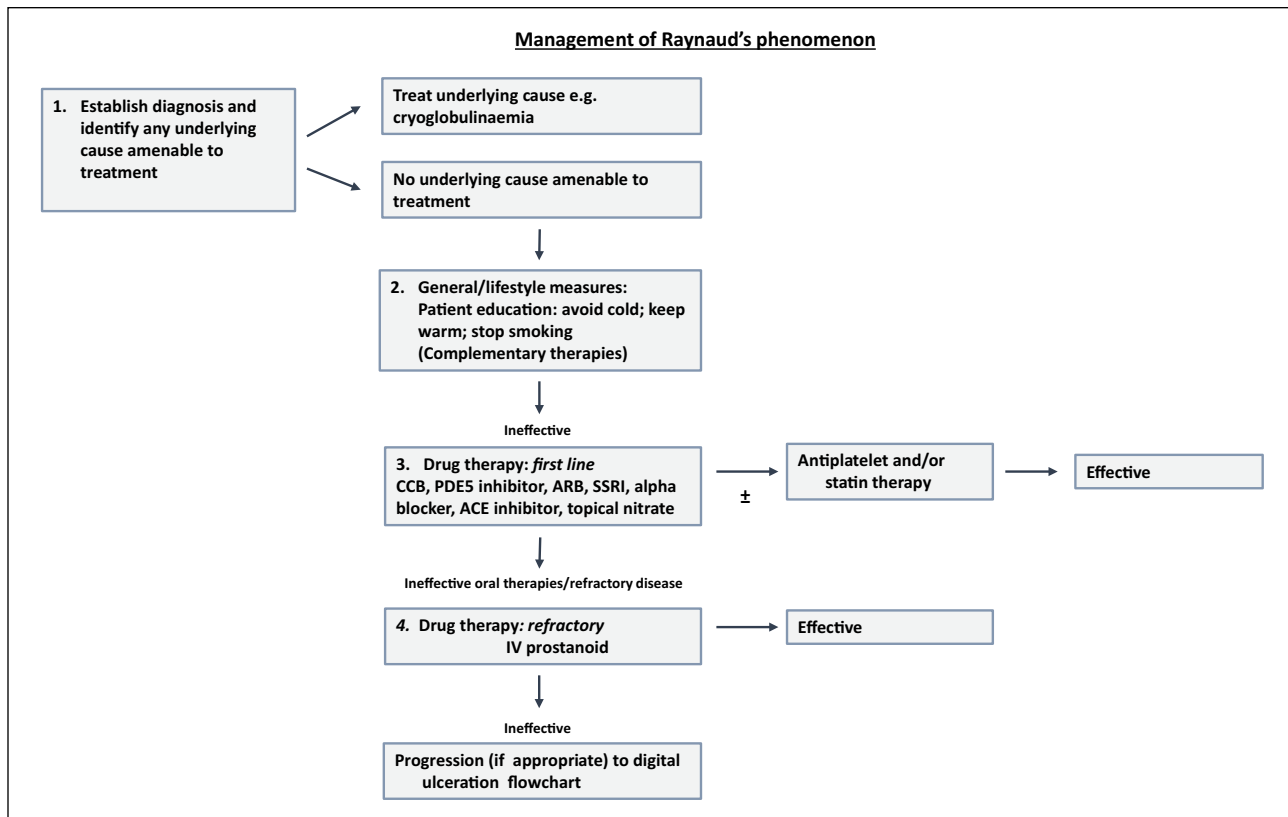 Management of Raynaud’s phenomenon
1. Establish diagnosis and
identify any underlying
cause amenable to
treatment
Treat underlying cause e.g.
cryoglobulinaemia
No underlying cause amenable to
treatment
2. General/lifestyle measures:
Patient education: avoid cold; keep
warm; stop smoking
(Complementary therapies)
Ineffective
3. Drug therapy: first line
CCB, PDE5 inhibitor, ARB, SSRI, alpha
blocker, ACE inhibitor, topical nitrate
±
Antiplatelet and/or
statin therapy
Effective
Ineffective oral therapies/refractory disease
4. Drug therapy: refractory
IV prostanoid
Effective
Ineffective
Progression (if appropriate) to digital
ulceration flowchart